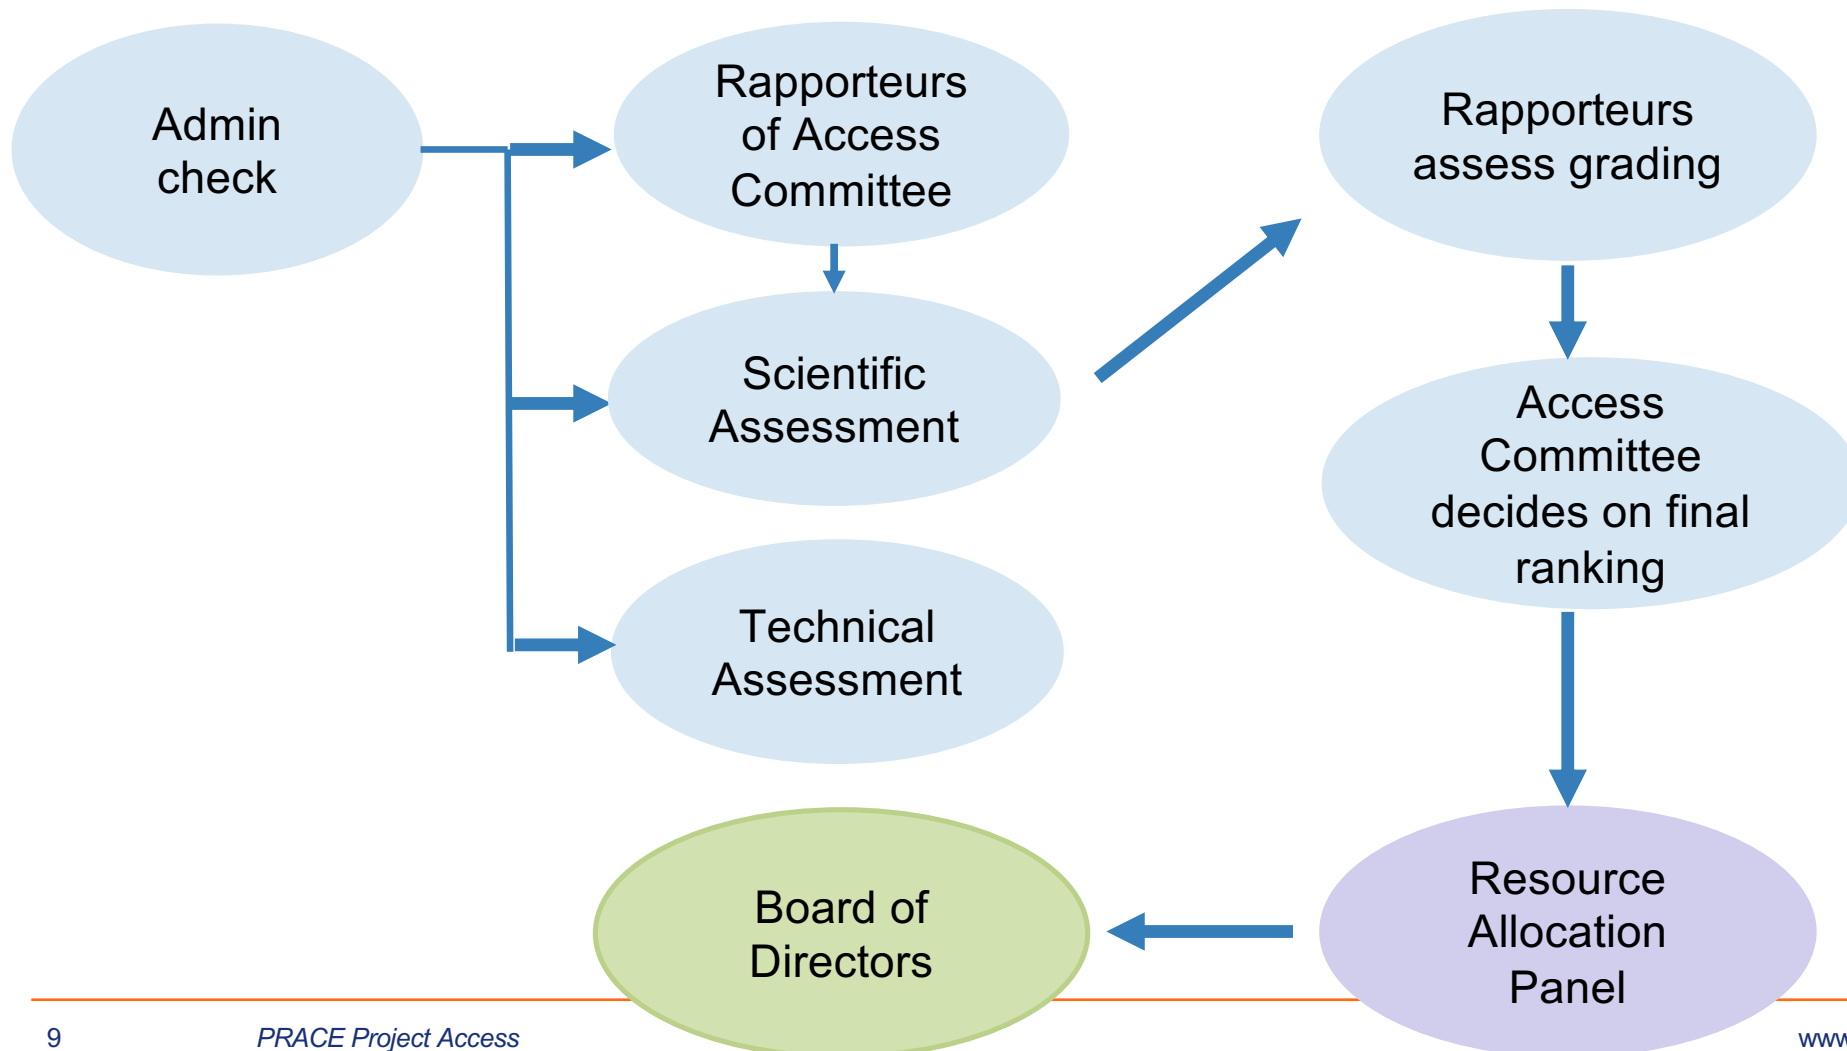 Admin
check
Rapporteurs
of Access
Committee
Scientific
Assessment
Technical
Assessment
Rapporteurs
assess grading
Access
Committee
decides on final
ranking
Resource
Allocation
Panel
Board of
Directors
9
PRACE Project Access
www